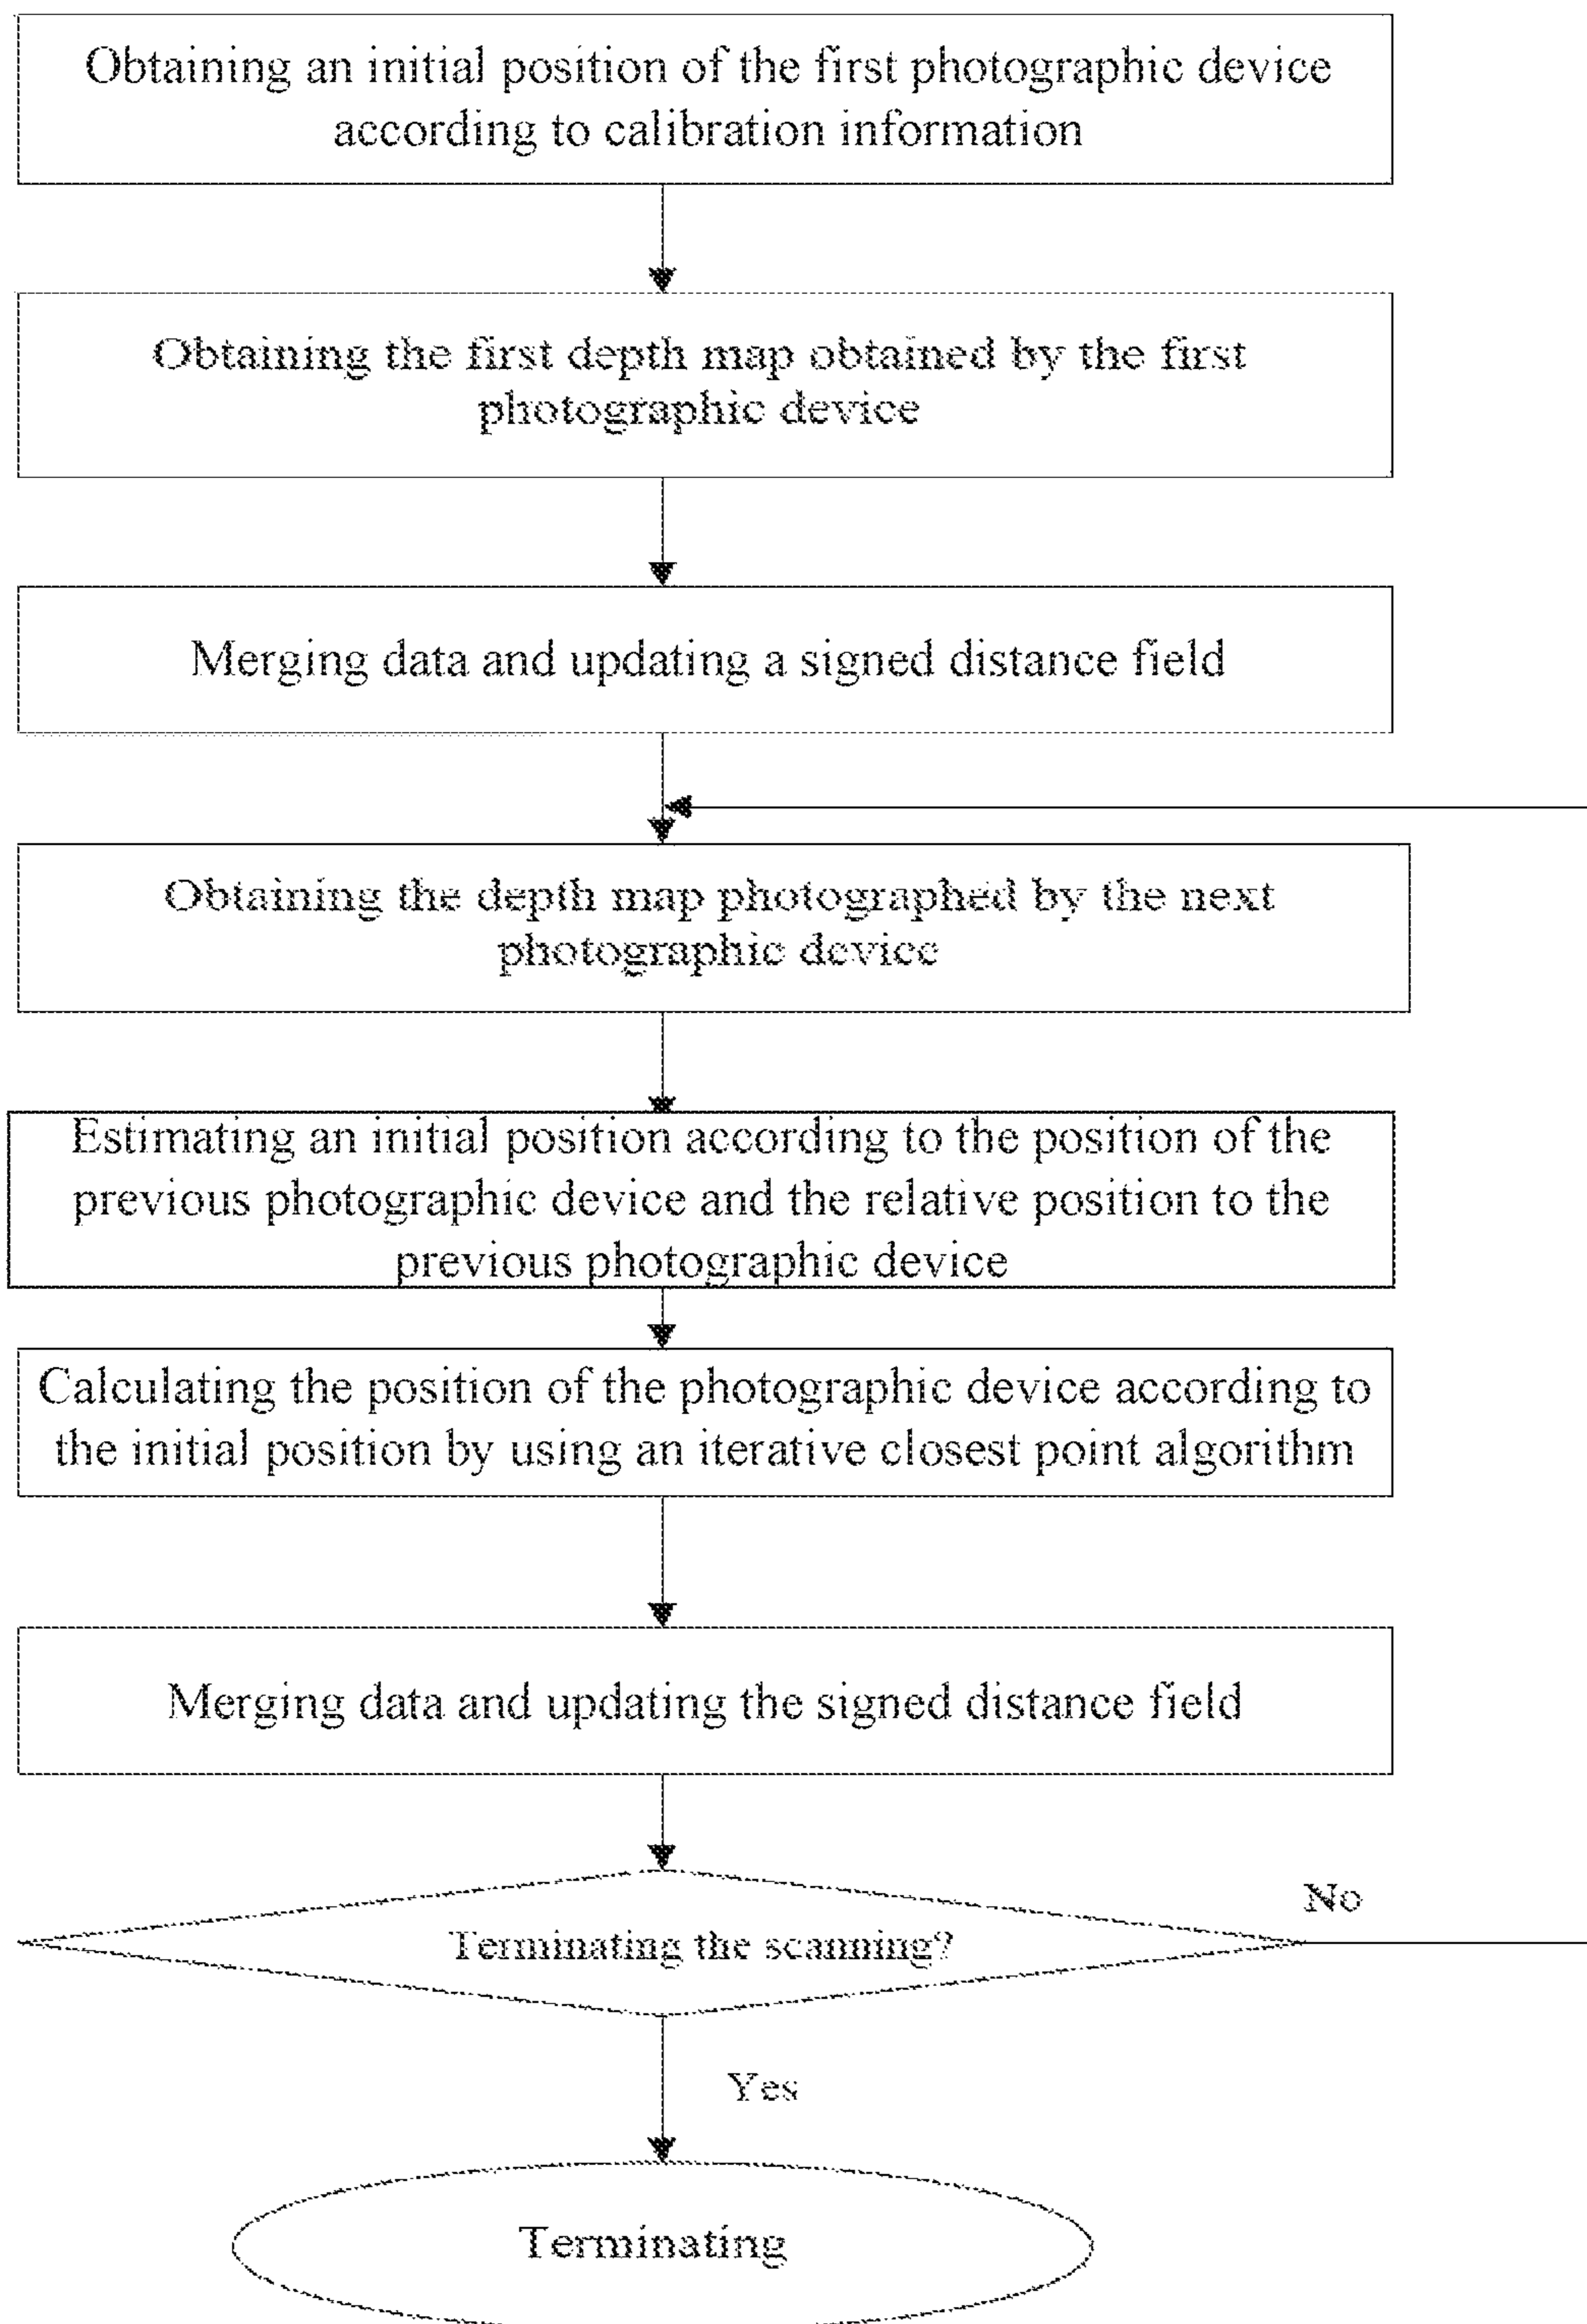 Obtaining an initial position of the first photographic device
according to calibration information
Obtaining the first depth map obtained by the first
photographic device
Merging data and updating a signed distance field
Obtaining the depth map photographed by the next
photographic device
Estimating an initial position according to the position of the
previous photographic device and the relative position to the
previous photographic device
Calculating the position of the photographic device according to
the initial position by using an iterative closest point algorithm
Merging data and updating the signed distance field
No
Terminating the scanning?
Yes
Terminating